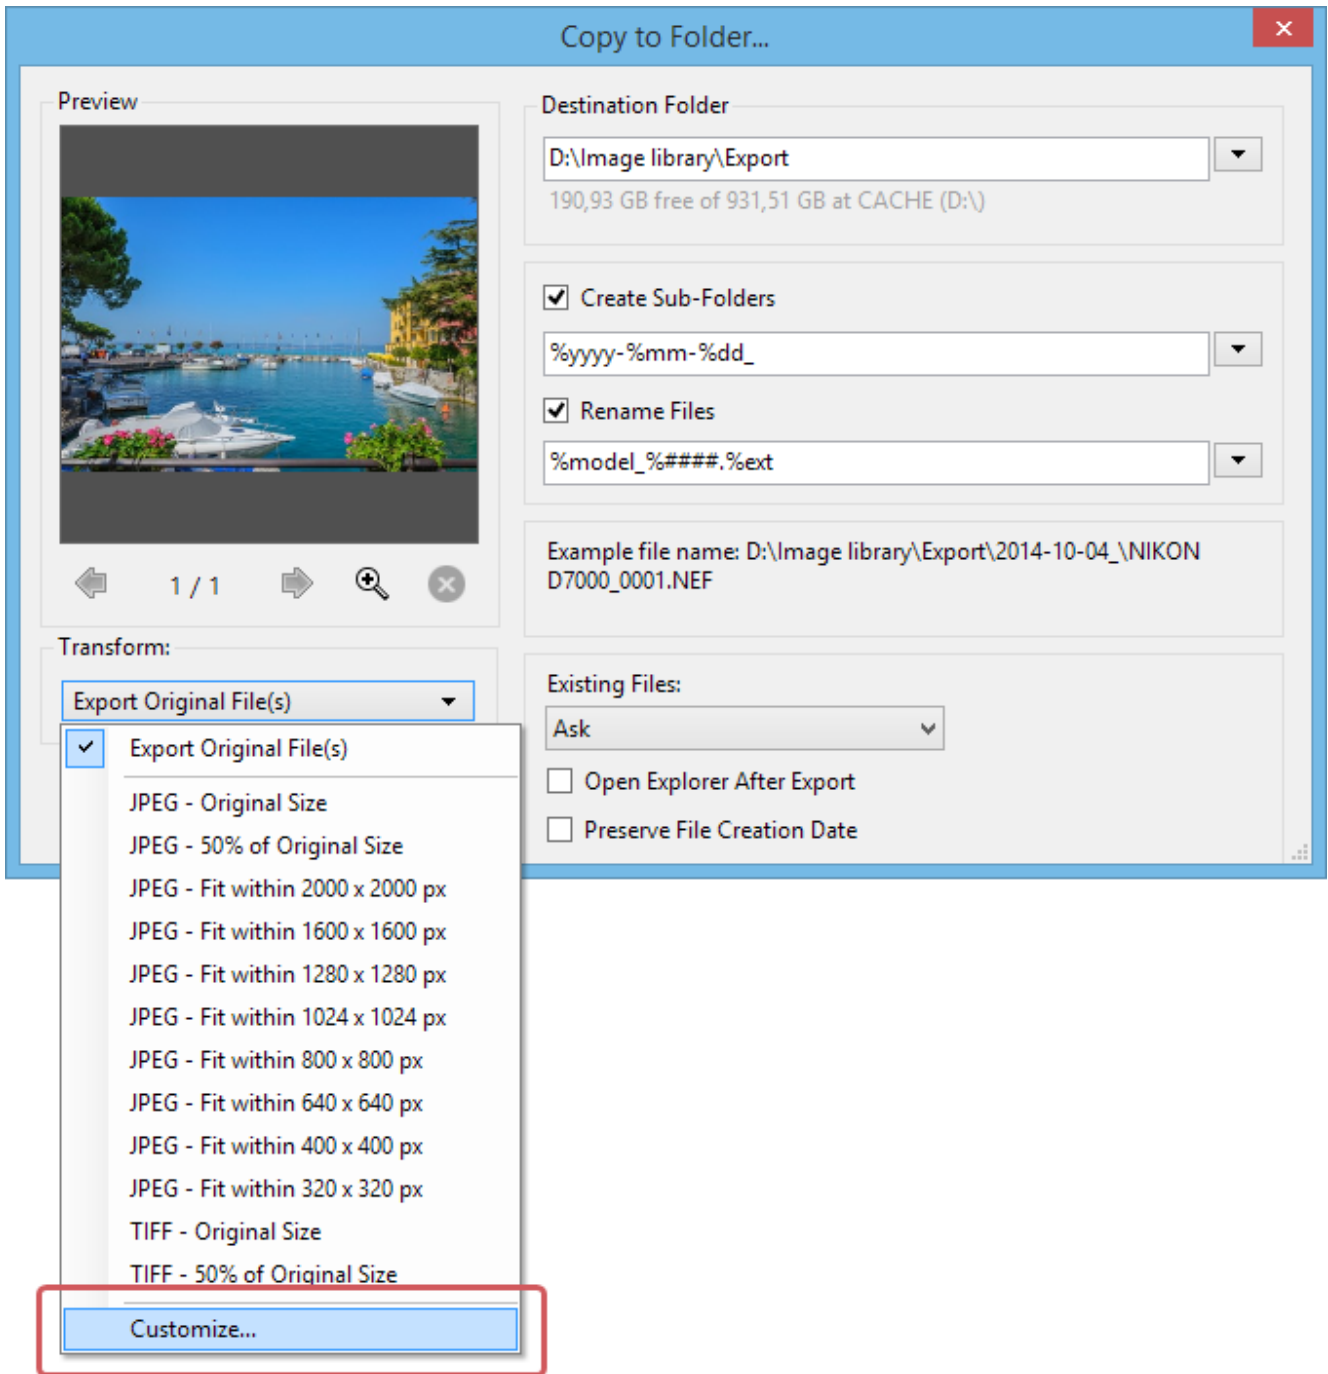 Copy to Folder...
Preview
1 / 1
Destination Folder
D:\Image library\Export
190,93 GB free of 931,51 GB at CACHE (D:\)
Create Sub-Folders
%yyyy-%mm-%dd_
Rename Files
%model_%####.%ext
Example file name: D:\Image library\Export\2014-10-04_\NIKON
D7000_0001.NEF
Transform:
Export Original File(s)
Existing Files:
Ask
Open Explorer After Export
Preserve File Creation Date
Export Original File(s)
JPEG - Original Size
JPEG - 50% of Original Size
JPEG - Fit within 2000 x 2000 px
JPEG - Fit within 1600 x 1600 px
JPEG - Fit within 1280 x 1280 px
JPEG - Fit within 1024 x 1024 px
JPEG - Fit within 800 x 800 px
JPEG - Fit within 640 x 640 px
JPEG - Fit within 400 x 400 px
JPEG - Fit within 320 x 320 px
TIFF - Original Size
TIFF - 50% of Original Size
Customize...